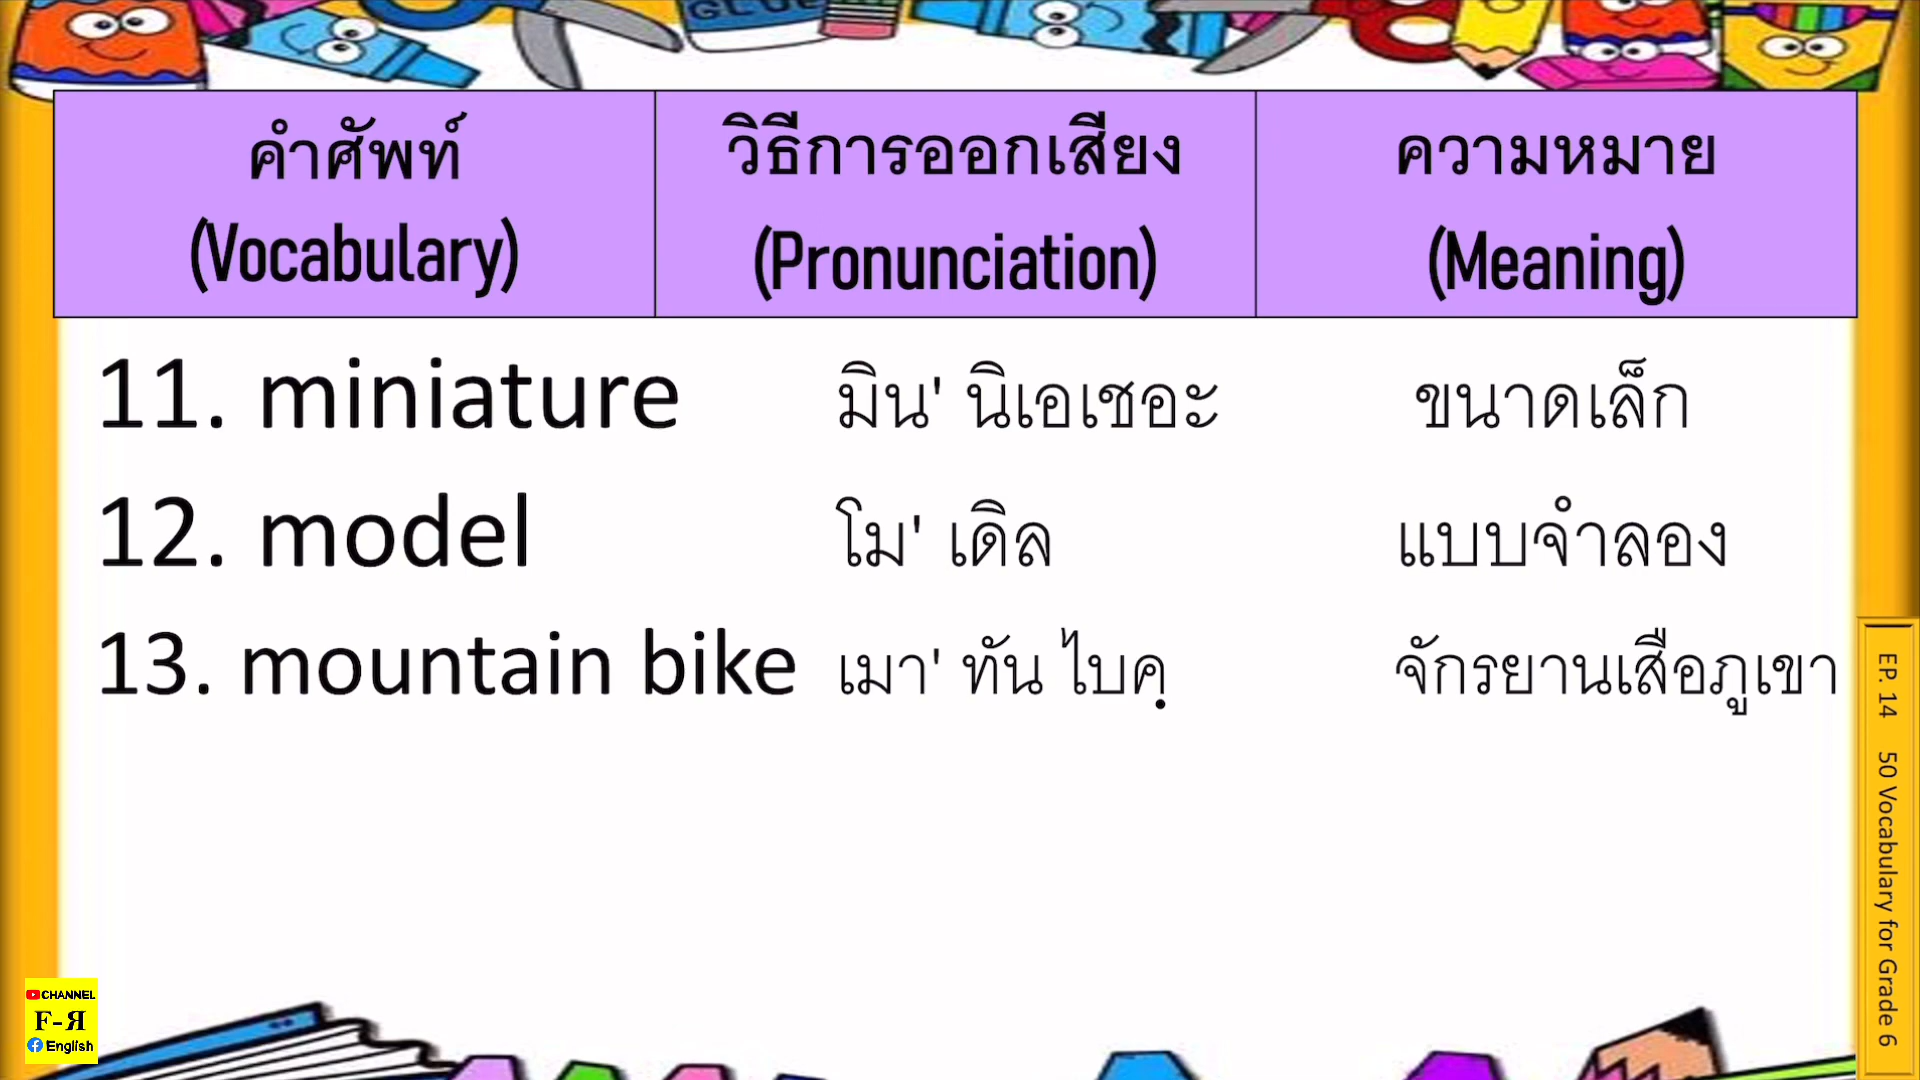 GLUE
คำศัพท์
(Vocabulary)
วิธีการออกเสียง
(Pronunciation)
ความหมาย
(Meaning)
11. miniature มิน' นิเอเชอะ ขนาดเล็ก
12. model โม' เดิล แบบจำลอง
13. mountain bike เมา' ทัน ไบคฺ จักรยานเสือภูเขา
EP. 14 50 Vocabulary for Grade 6
CHANNEL
F-Я
English